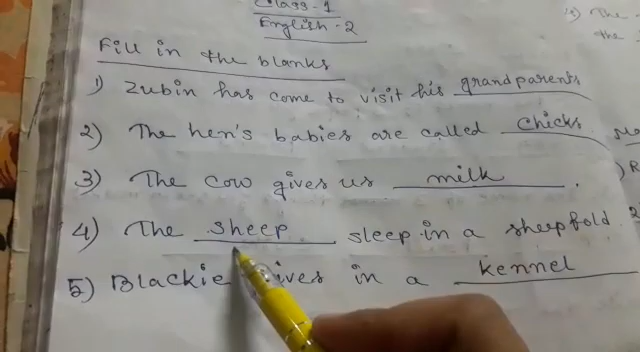 Class-1
English-2
Fill in the blanks
1) Zubin has come to visit his grandparents
2) The hen's babies are called chicks.
3) The cow gives us milk.
4) The sheep sleep in a sheepfold.
5) Blackie lives in a kennel